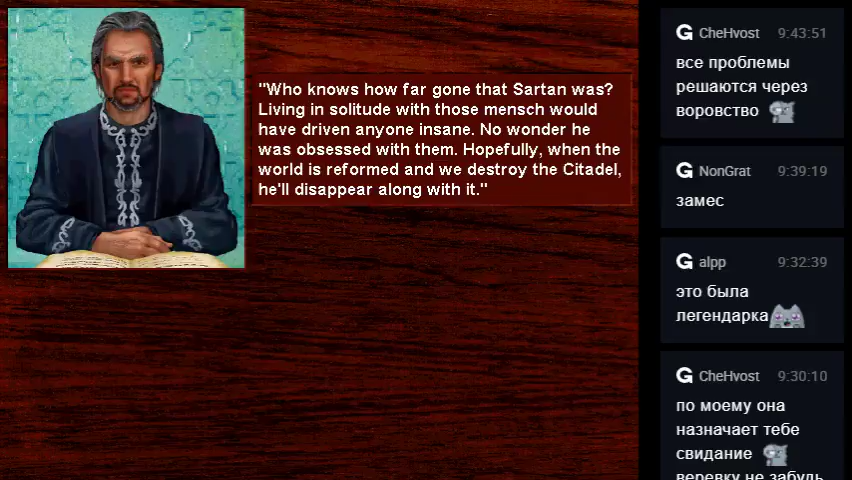 "Who knows how far gone that Sartan was?
Living in solitude with those mensch would
have driven anyone insane. No wonder he
was obsessed with them. Hopefully, when the
world is reformed and we destroy the Citadel,
he'll disappear along with it."
G CheHvost 9:43:51
все проблемы
решаются через
воровство
G NonGrat 9:39:19
замес
G alpp 9:32:39
это была
легендарка
G CheHvost 9:30:10
по моему она
назначает тебе
свидание
веревку не забудь